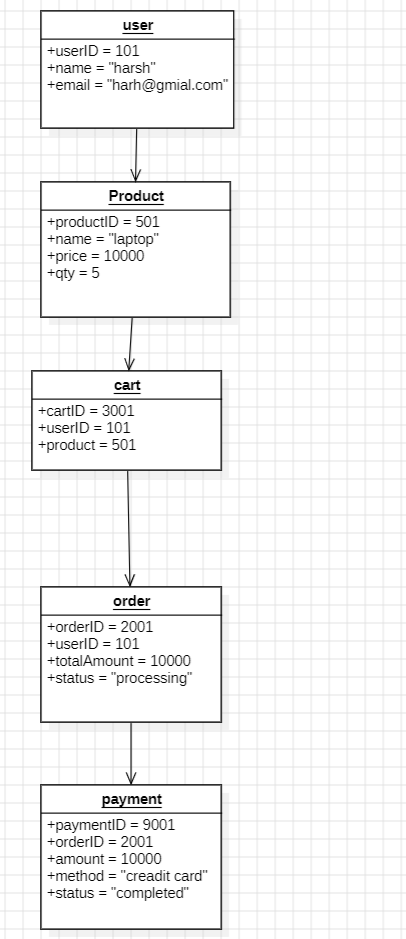 user
+userID = 101
+name = "harsh"
+email = "harh@gmial.com"
Product
+productID = 501
+name = "laptop"
+price = 10000
+qty = 5
cart
+cartID = 3001
+userID = 101
+product = 501
order
+orderID = 2001
+userID = 101
+totalAmount = 10000
+status = "processing"
payment
+paymentID = 9001
+orderID = 2001
+amount = 10000
+method = "creadit card"
+status = "completed"